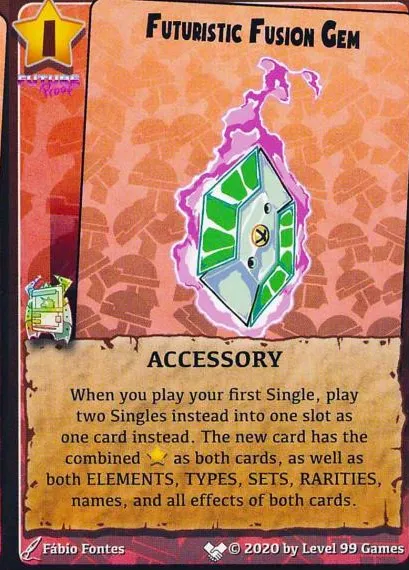 1
FUTURISTIC FUSION GEM
FUTURE
Proof
ACCESSORY
When you play your first Single, play
two Singles instead into one slot as
one card instead. The new card has the
combined ⭐ as both cards, as well as
both ELEMENTS, TYPES, SETS, RARITIES,
names, and all effects of both cards.
Fábio Fontes
© 2020 by Level 99 Games